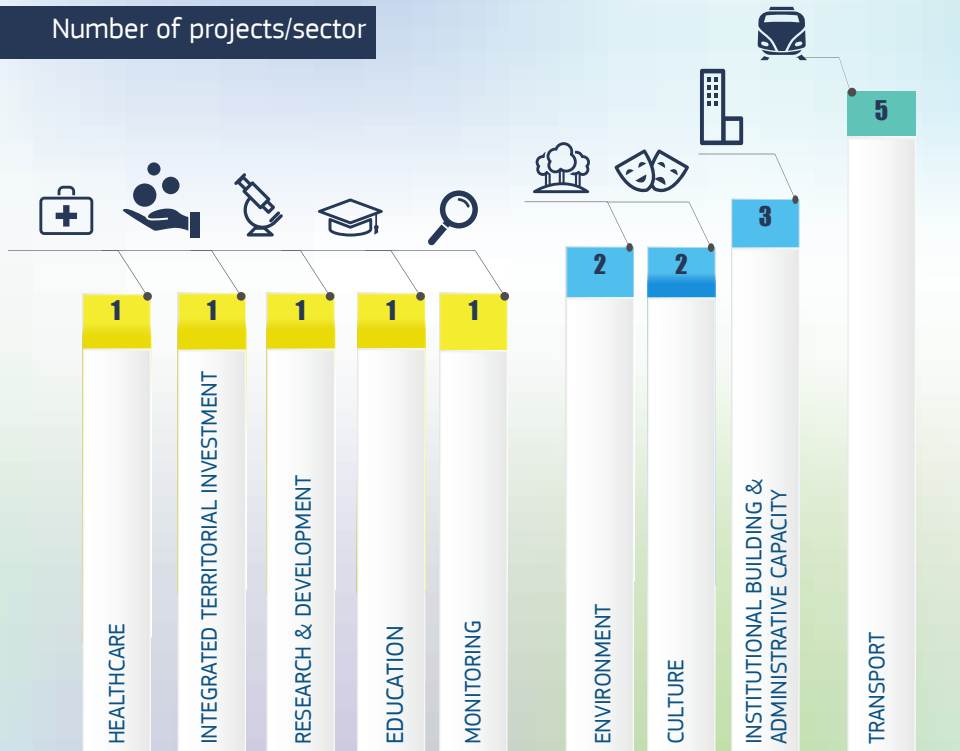 Number of projects/sector
1
HEALTHCARE
1
INTEGRATED TERRITORIAL INVESTMENT
1
RESEARCH & DEVELOPMENT
1
EDUCATION
1
MONITORING
2
ENVIRONMENT
2
CULTURE
3
INSTITUTIONAL BUILDING &
ADMINISTRATIVE CAPACITY
5
TRANSPORT